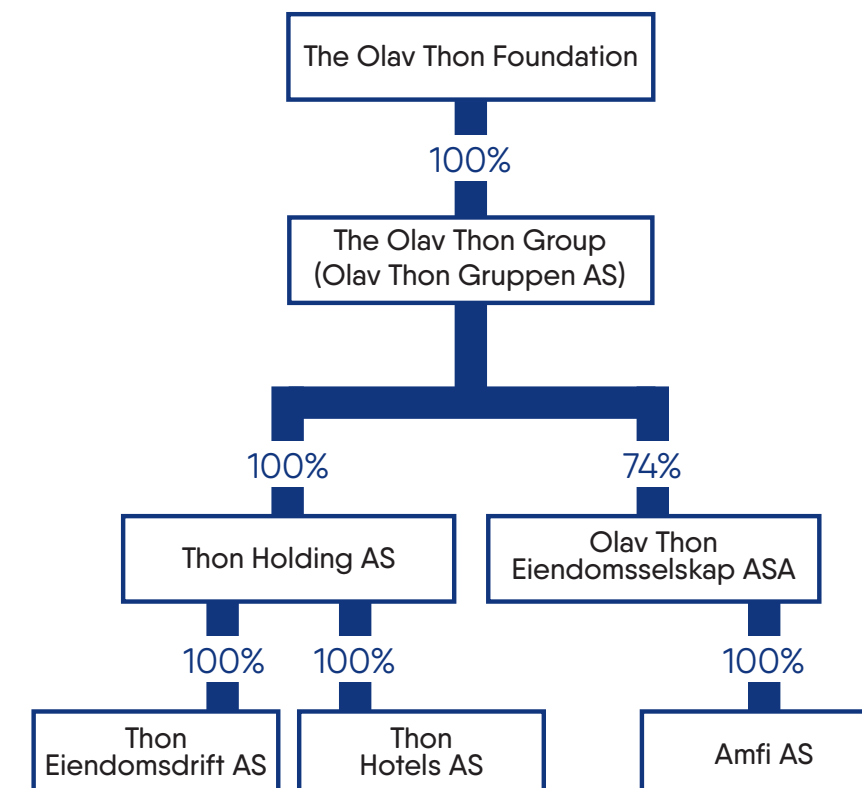 The Olav Thon Foundation
100%
The Olav Thon Group
(Olav Thon Gruppen AS)
100%
74%
Thon Holding AS
Olav Thon
Eiendomsselskap ASA
100%
100%
100%
Thon
Eiendomsdrift AS
Thon
Hotels AS
Amfi AS